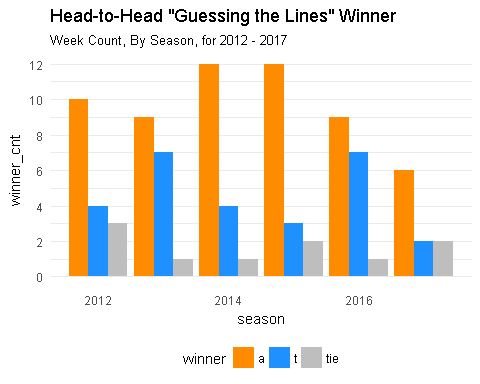 Head-to-Head "Guessing the Lines" Winner
Week Count, By Season, for 2012 - 2017
12
10
8
6
4
2
0
winner_cnt
2012 2014 2016
season
winner a t tie